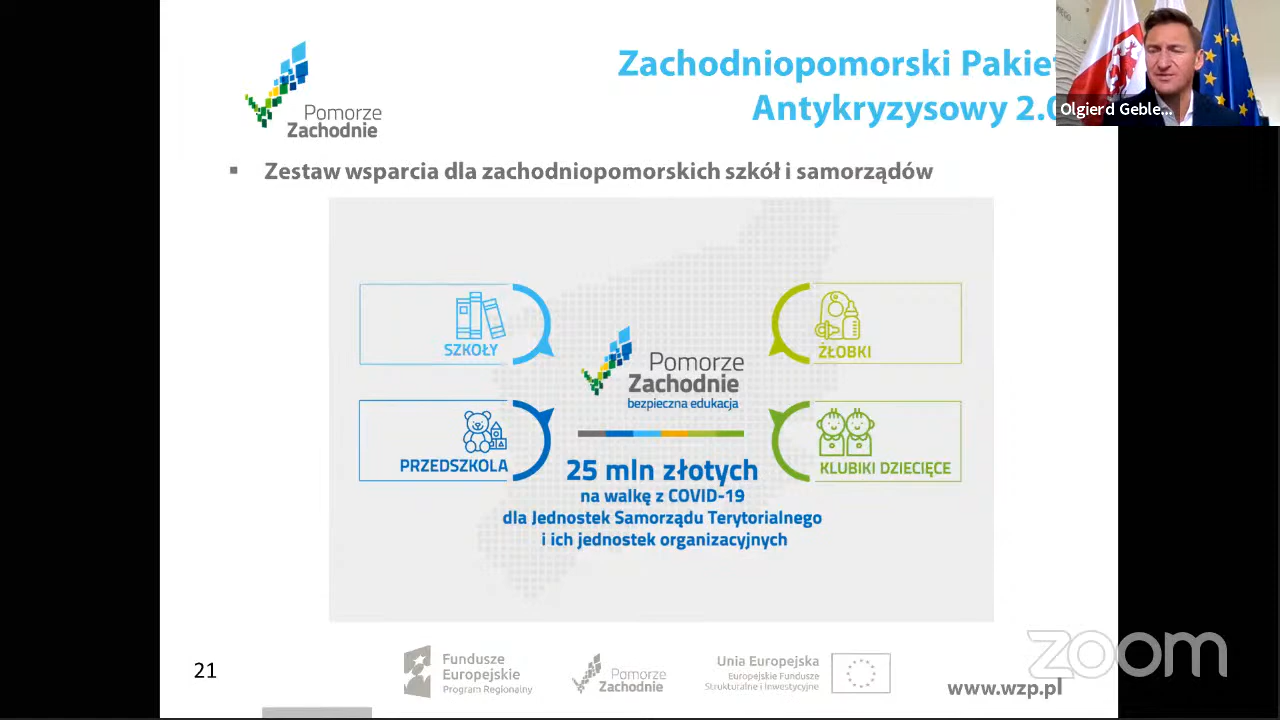 Zachodniopomorski Pakiet
Antykryzysowy 2.0
Olgierd Geble...
Pomorze
Zachodnie
▪ Zestaw wsparcia dla zachodniopomorskich szkół i samorządów
SZKOŁY
ŻŁOBKI
Pomorze
Zachodnie
bezpieczna edukacja
PRZEDSZKOLA
KLUBIKI DZIECIĘCE
25 mln złotych
na walkę z COVID-19
dla Jednostek Samorządu Terytorialnego
i ich jednostek organizacyjnych
21
Fundusze
Europejskie
Program Regionalny
Pomorze
Zachodnie
Unia Europejska
Europejskie Fundusze
Strukturalne i Inwestycyjne
www.wzp.pl
zoom